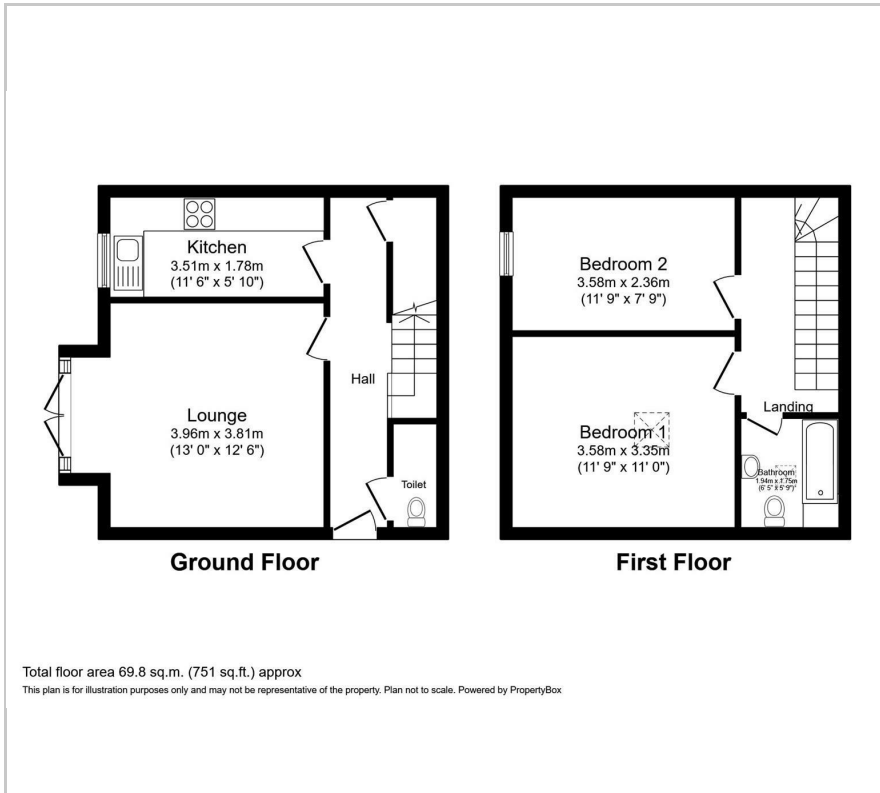 Kitchen
3.51m x 1.78m
(11' 6" x 5' 10")
Lounge
3.96m x 3.81m
(13' 0" x 12' 6")
Hall
Toilet
Ground Floor
Bedroom 2
3.58m x 2.36m
(11' 9" x 7' 9")
Bedroom 1
3.58m x 3.35m
(11' 9" x 11' 0")
Landing
Bathroom
1.94m x 1.75m
(6' 5" x 5' 9")
First Floor
Total floor area 69.8 sq.m. (751 sq.ft.) approx
This plan is for illustration purposes only and may not be representative of the property. Plan not to scale. Powered by PropertyBox